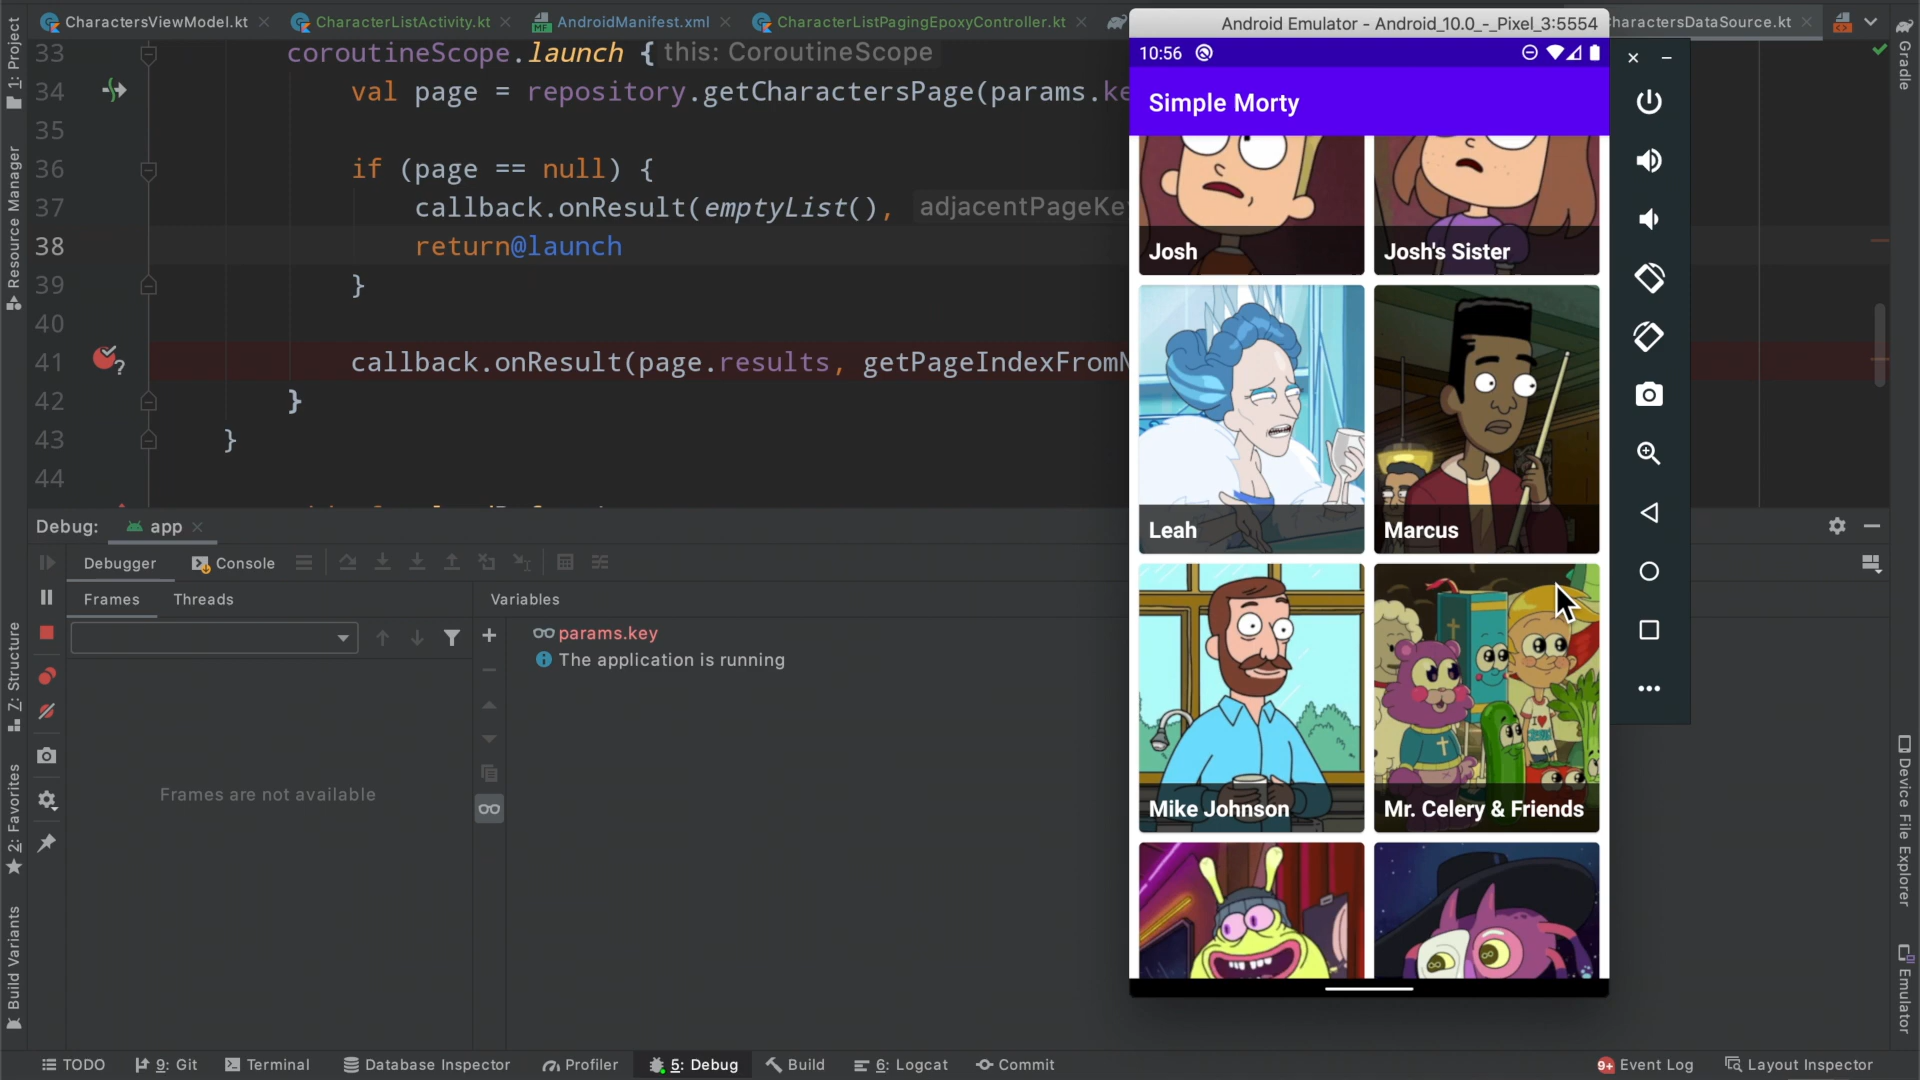 CharactersViewModel.kt
CharacterListActivity.kt
AndroidManifest.xml
CharacterListPagingEpoxyController.kt
Android Emulator - Android_10.0_-_Pixel_3:5554
haractersDataSource.kt
1: Project
Resource Manager
Z: Structure
2: Favorites
Build Variants
33 coroutineScope.launch { this: CoroutineScope
34 val page = repository.getCharactersPage(params.ke
35
36 if (page == null) {
37 callback.onResult(emptyList(), adjacentPageKe
38 return@launch
39 }
40
41 callback.onResult(page.results, getPageIndexFromN
42 }
43 }
44
Debug: app
Debugger Console
Frames Threads
Variables
params.key
The application is running
Frames are not available
10:56
Simple Morty
Josh
Josh's Sister
Leah
Marcus
Mike Johnson
Mr. Celery & Friends
Gradle
Device File Explorer
Emulator
TODO
9: Git
Terminal
Database Inspector
Profiler
5: Debug
Build
6: Logcat
Commit
9+ Event Log
Layout Inspector